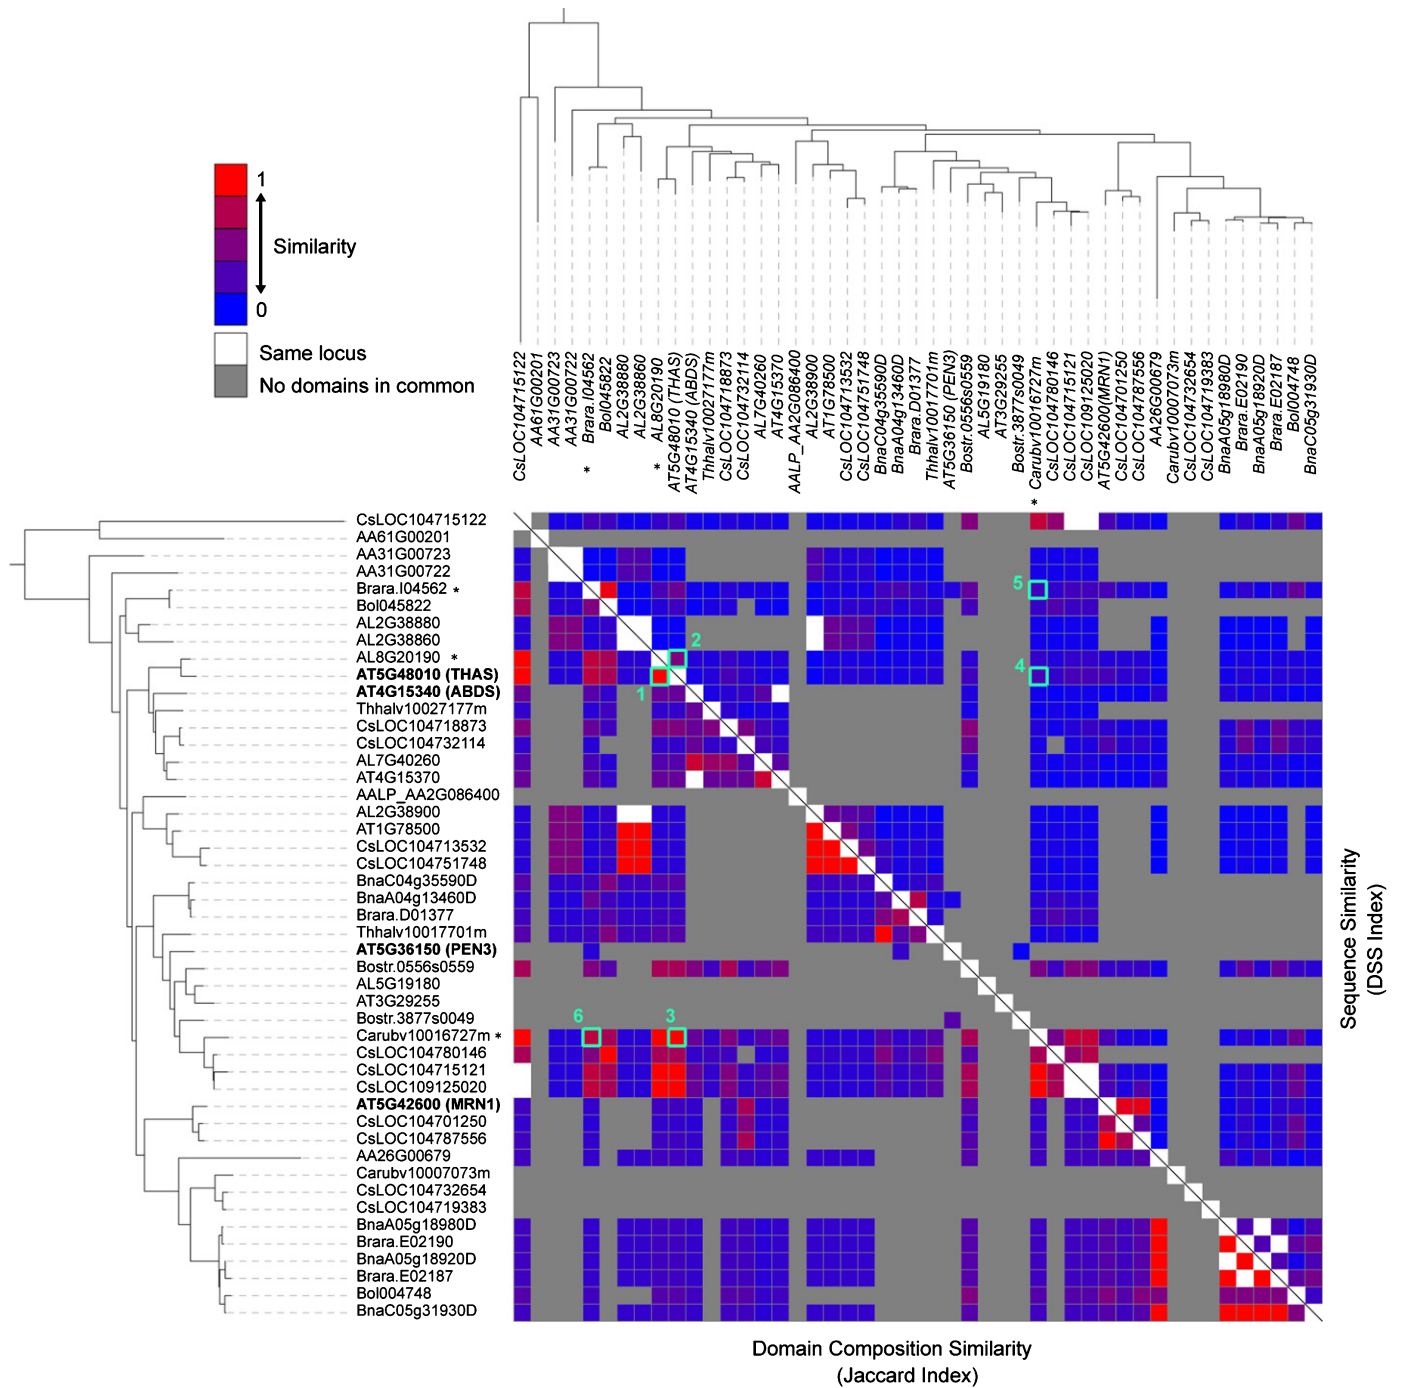 1
Similarity
0
Same locus
No domains in common
CsLOC104715122
AA61G00201
AA31G00723
AA31G00722
Brara.I04562 *
Bol045822
AL2G38880
AL2G38860
AL8G20190 *
AT5G48010 (THAS)
AT4G15340 (ABDS)
Thhalv10027177m
CsLOC104718873
CsLOC104732114
AL7G40260
AT4G15370
AALP_AA2G086400
AL2G38900
AT1G78500
CsLOC104713532
CsLOC104751748
BnaC04g35590D
BnaA04g13460D
Brara.D01377
Thhalv10017701m
AT5G36150 (PEN3)
Bostr.0556s0559
AL5G19180
AT3G29255
Bostr.3877s0049
Carubv10016727m *
CsLOC104780146
CsLOC104715121
CsLOC109125020
AT5G42600(MRN1)
CsLOC104701250
CsLOC104787556
AA26G00679
Carubv10007073m
CsLOC104732654
CsLOC104719383
BnaA05g18980D
Brara.E02190
BnaA05g18920D
Brara.E02187
Bol004748
BnaC05g31930D
CsLOC104715122
AA61G00201
AA31G00723
AA31G00722
Brara.I04562 *
Bol045822
AL2G38880
AL2G38860
AL8G20190 *
AT5G48010 (THAS)
AT4G15340 (ABDS)
Thhalv10027177m
CsLOC104718873
CsLOC104732114
AL7G40260
AT4G15370
AALP_AA2G086400
AL2G38900
AT1G78500
CsLOC104713532
CsLOC104751748
BnaC04g35590D
BnaA04g13460D
Brara.D01377
Thhalv10017701m
AT5G36150 (PEN3)
Bostr.0556s0559
AL5G19180
AT3G29255
Bostr.3877s0049
Carubv10016727m *
CsLOC104780146
CsLOC104715121
CsLOC109125020
AT5G42600 (MRN1)
CsLOC104701250
CsLOC104787556
AA26G00679
Carubv10007073m
CsLOC104732654
CsLOC104719383
BnaA05g18980D
Brara.E02190
BnaA05g18920D
Brara.E02187
Bol004748
BnaC05g31930D
5
2
4
1
6
3
Sequence Similarity
(DSS Index)
Domain Composition Similarity
(Jaccard Index)